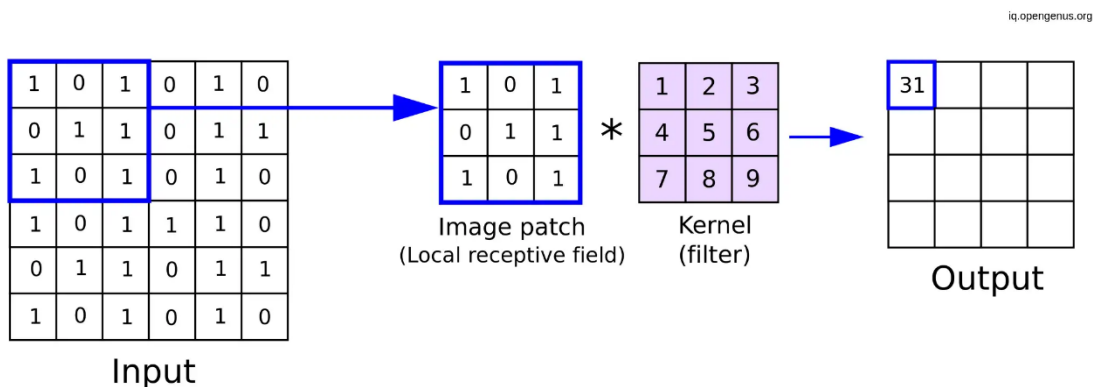 iq.opengenus.org
1 0 1 0 1 0
0 1 1 0 1 1
1 0 1 0 1 0
1 0 1 1 1 0
0 1 1 0 1 1
1 0 1 0 1 0
Input
1 0 1
0 1 1
1 0 1
Image patch
(Local receptive field)
*
1 2 3
4 5 6
7 8 9
Kernel
(filter)
31
Output